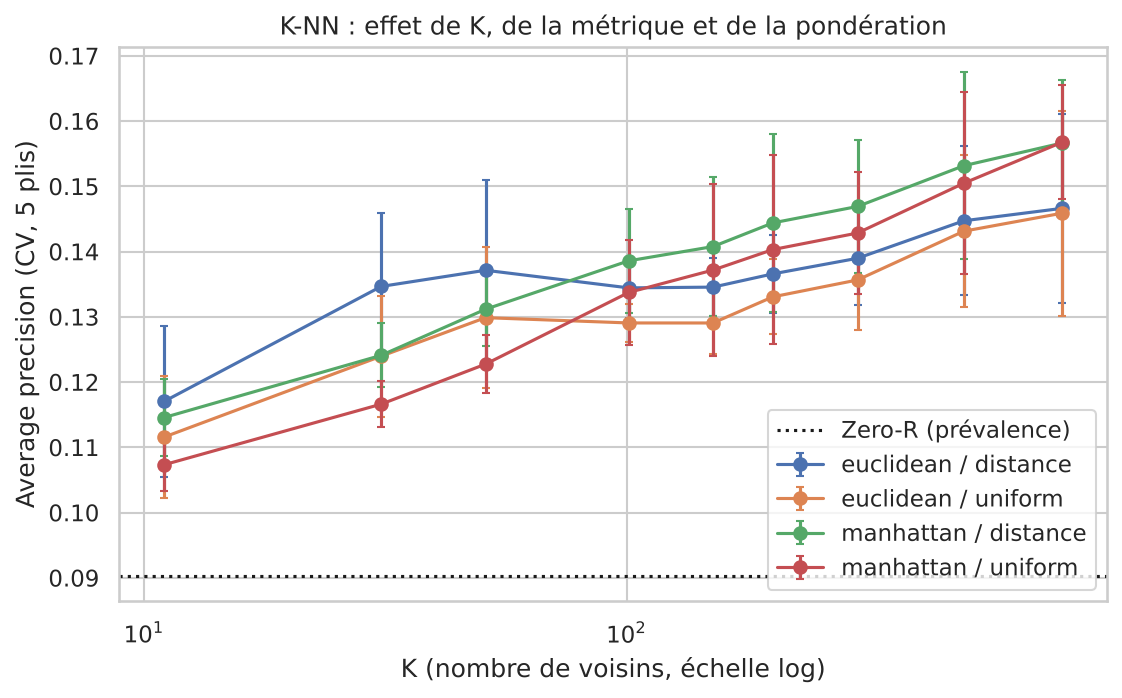 K-NN : effet de K, de la métrique et de la pondération
Average precision (CV, 5 plis)
0.17
0.16
0.15
0.14
0.13
0.12
0.11
0.10
0.09
Zero-R (prévalence)
euclidean / distance
euclidean / uniform
manhattan / distance
manhattan / uniform
10¹
10²
K (nombre de voisins, échelle log)